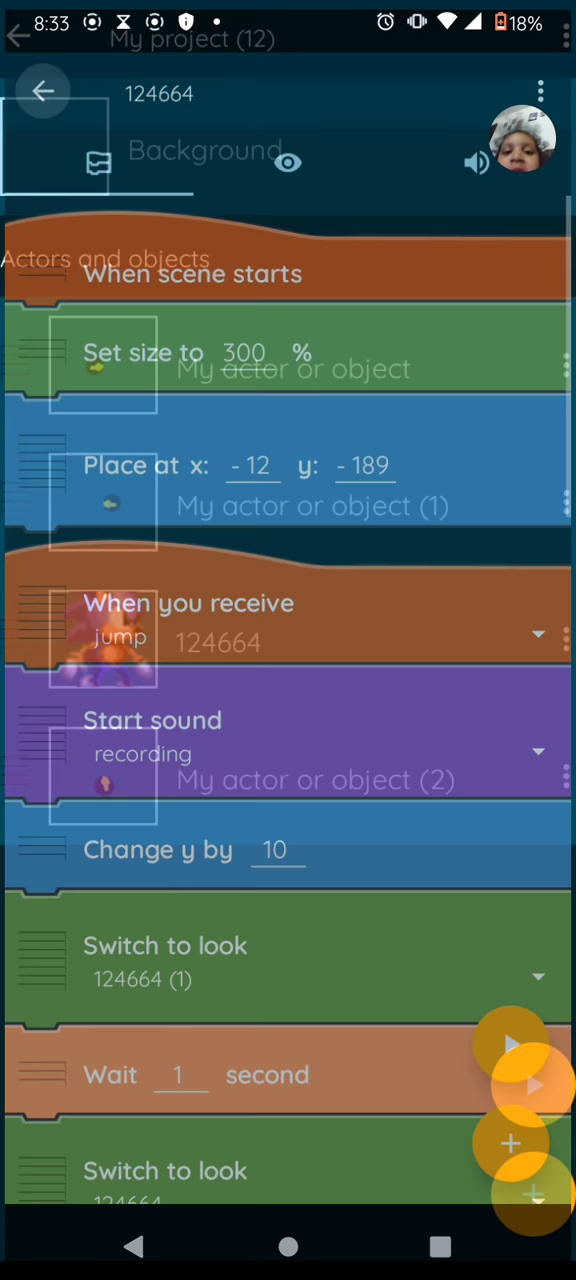 8:33
18%
My project (12)
124664
Background
Actors and objects
When scene starts
Set size to 300 %
My actor or object
Place at x: -12 y: -189
My actor or object (1)
When you receive
jump
124664
Start sound
recording
My actor or object (2)
Change y by 10
Switch to look
124664 (1)
Wait 1 second
Switch to look
124664